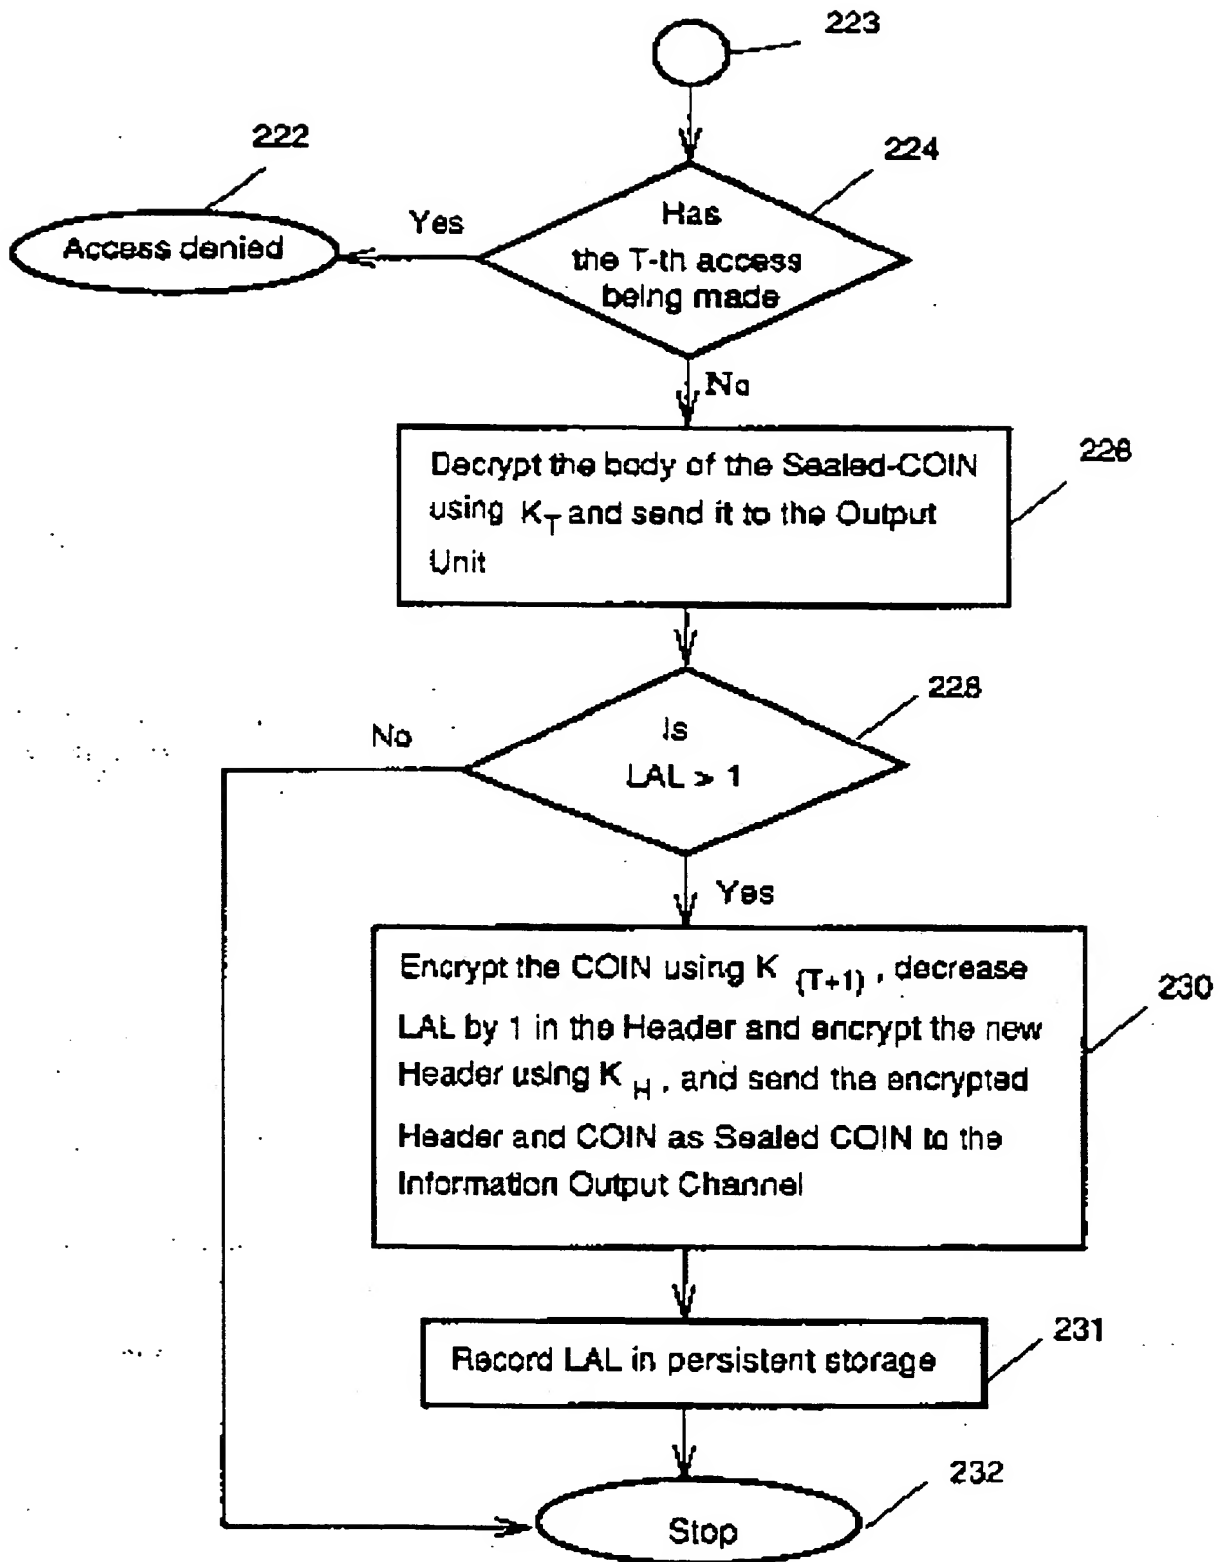 223
222
224
Yes
Has
Access denied
the T-th access
being made
No
226
Decrypt the body of the Sealed-COIN
using K_T and send it to the Output
Unit
228
No
Is
LAL > 1
Yes
230
Encrypt the COIN using K (T+1), decrease
LAL by 1 in the Header and encrypt the new
Header using K_H, and send the encrypted
Header and COIN as Sealed COIN to the
Information Output Channel
231
Record LAL in persistent storage
232
Stop